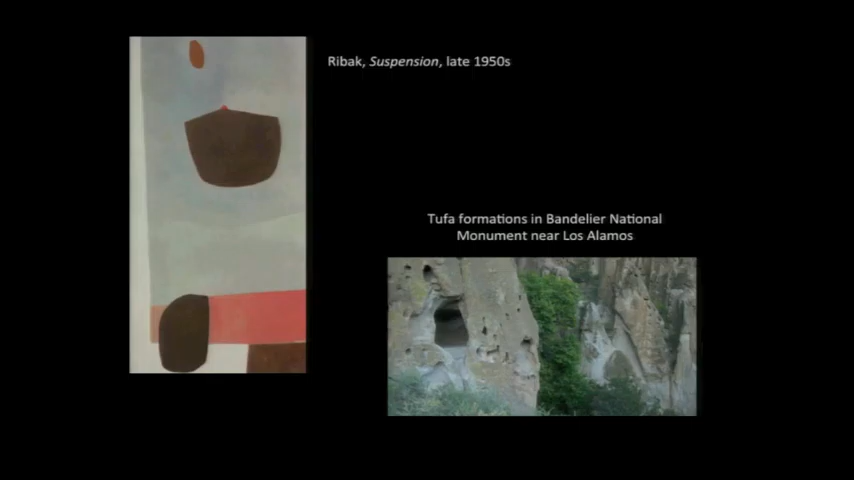 Ribak, Suspension, late 1950s
Tufa formations in Bandelier National
Monument near Los Alamos